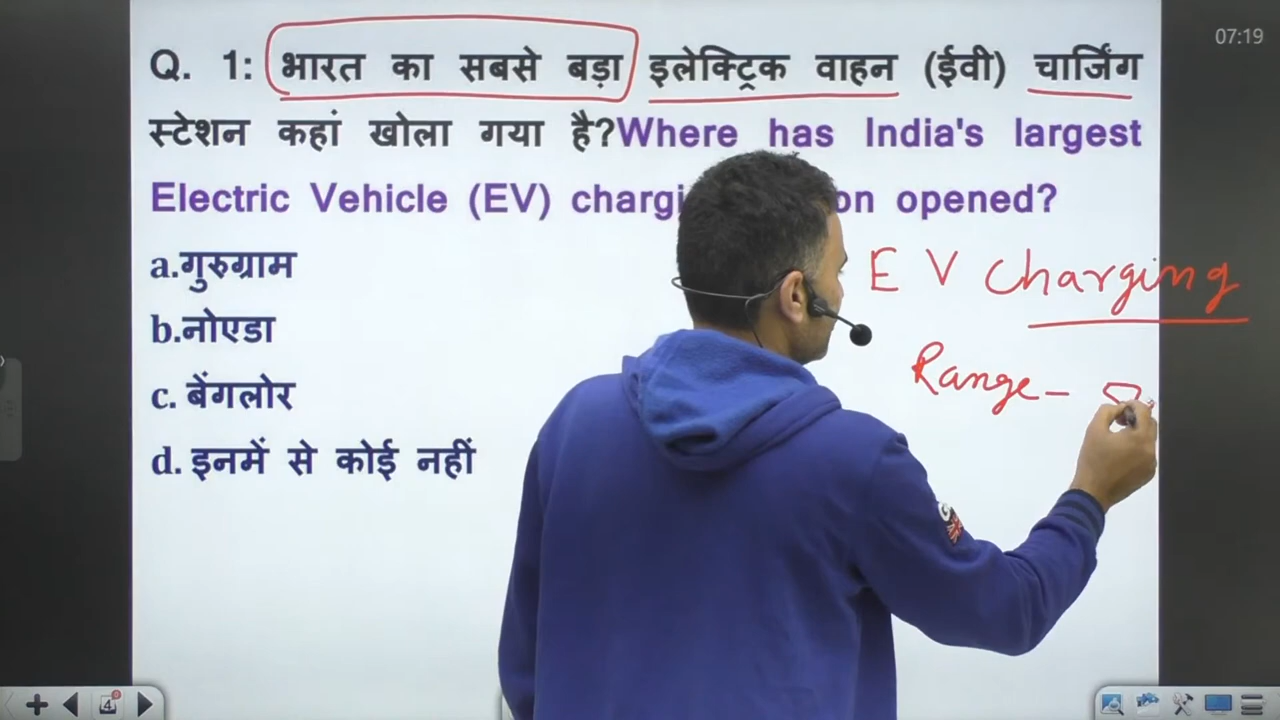 07:19
Q. 1: भारत का सबसे बड़ा इलेक्ट्रिक वाहन (ईवी) चार्जिंग
स्टेशन कहां खोला गया है?Where has India's largest
Electric Vehicle (EV) on opened?
a.गुरुग्राम
b.नोएडा
c. बेंगलोर
d. इनमें से कोई नहीं
E V Charging
Range-
4